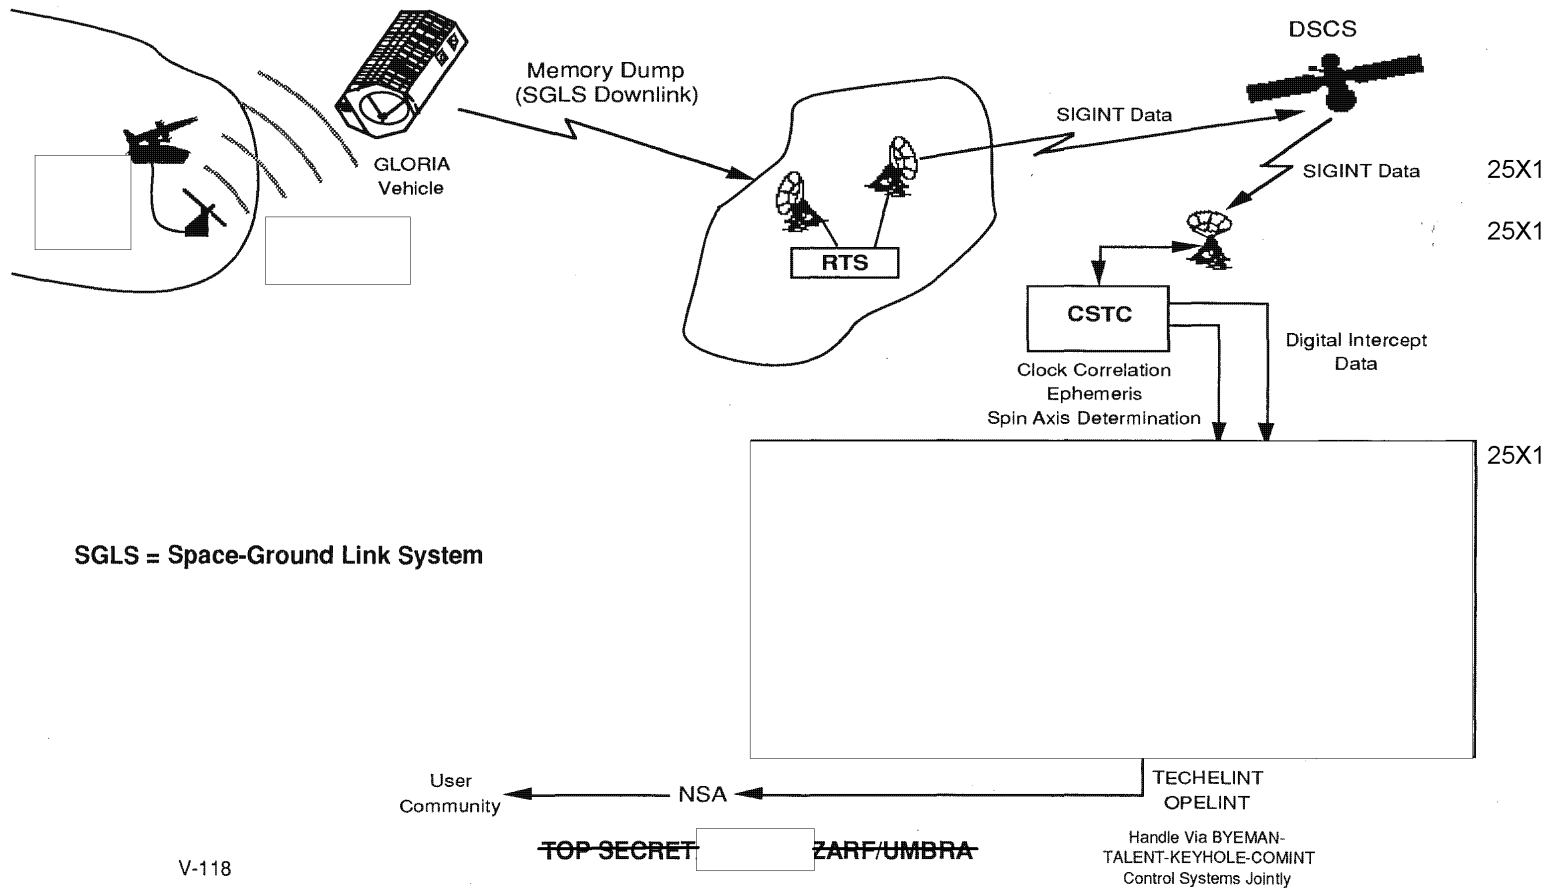 DSCS
Memory Dump
(SGLS Downlink)
SIGINT Data
GLORIA
Vehicle
SIGINT Data
25X1
25X1
RTS
CSTC
Digital Intercept
Data
Clock Correlation
Ephemeris
Spin Axis Determination
25X1
SGLS = Space-Ground Link System
User
Community
NSA
TECHELINT
OPELINT
TOP SECRET ZARF/UMBRA
Handle Via BYEMAN-
TALENT-KEYHOLE-COMINT
Control Systems Jointly
V-118